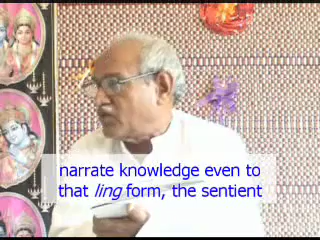 narrate knowledge even to
that ling form, the sentient